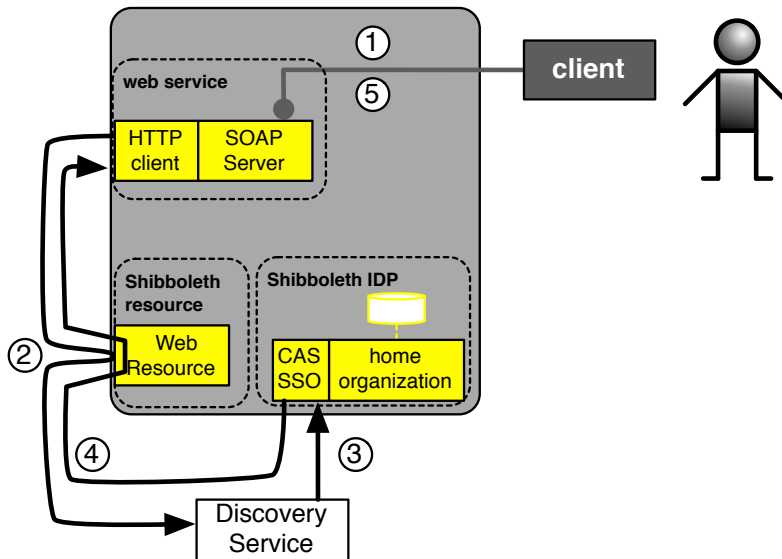 1
client
5
web service
HTTP
client
SOAP
Server
Shibboleth
resource
Shibboleth IDP
2
Web
Resource
CAS
SSO
home
organization
4
3
Discovery
Service